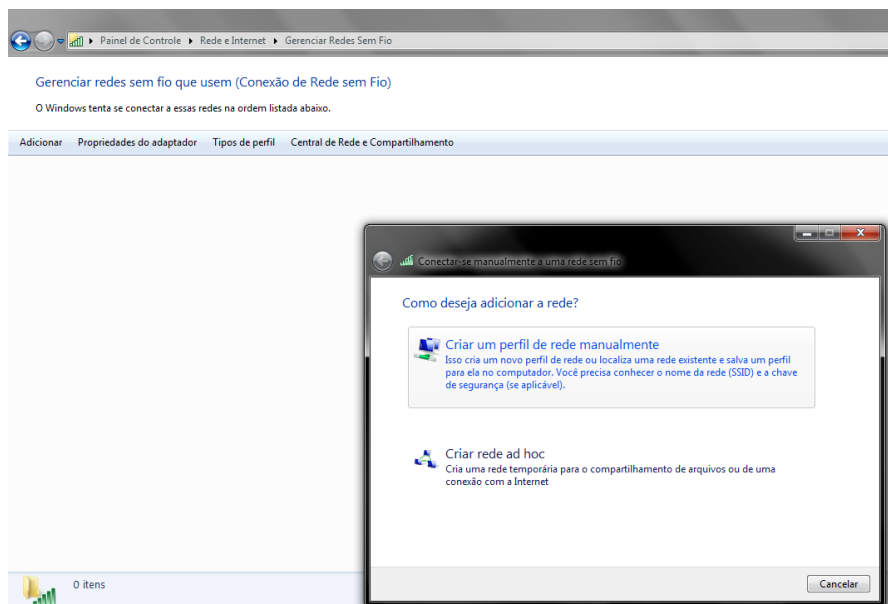 Painel de Controle ▸ Rede e Internet ▸ Gerenciar Redes Sem Fio
Gerenciar redes sem fio que usem (Conexão de Rede sem Fio)
O Windows tenta se conectar a essas redes na ordem listada abaixo.
Adicionar Propriedades do adaptador Tipos de perfil Central de Rede e Compartilhamento
Conectar-se manualmente a uma rede sem fio
Como deseja adicionar a rede?
Criar um perfil de rede manualmente
Isso cria um novo perfil de rede ou localiza uma rede existente e salva um perfil
para ela no computador. Você precisa conhecer o nome da rede (SSID) e a chave
de segurança (se aplicável).
Criar rede ad hoc
Cria uma rede temporária para o compartilhamento de arquivos ou de uma
conexão com a Internet
Cancelar
0 itens